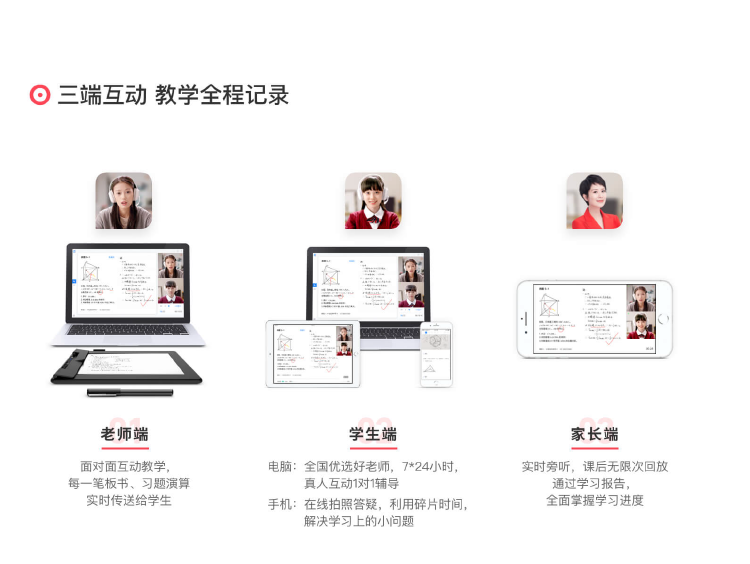 三端互动 教学全程记录
01
老师端
面对面互动教学，
每一笔板书、习题演算
实时传送给学生
02
学生端
电脑：全国优选好老师，7*24小时，
真人互动1对1辅导
手机：在线拍照答疑，利用碎片时间，
解决学习上的小问题
03
家长端
实时旁听，课后无限次回放
通过学习报告，
全面掌握学习进度